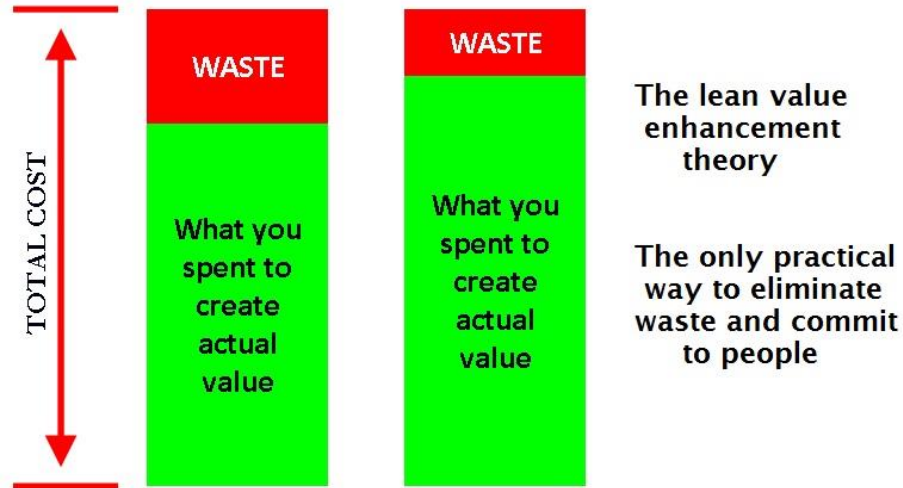 TOTAL COST
WASTE
What you
spent to
create
actual
value
WASTE
What you
spent to
create
actual
value
The lean value
enhancement
theory
The only practical
way to eliminate
waste and commit
to people